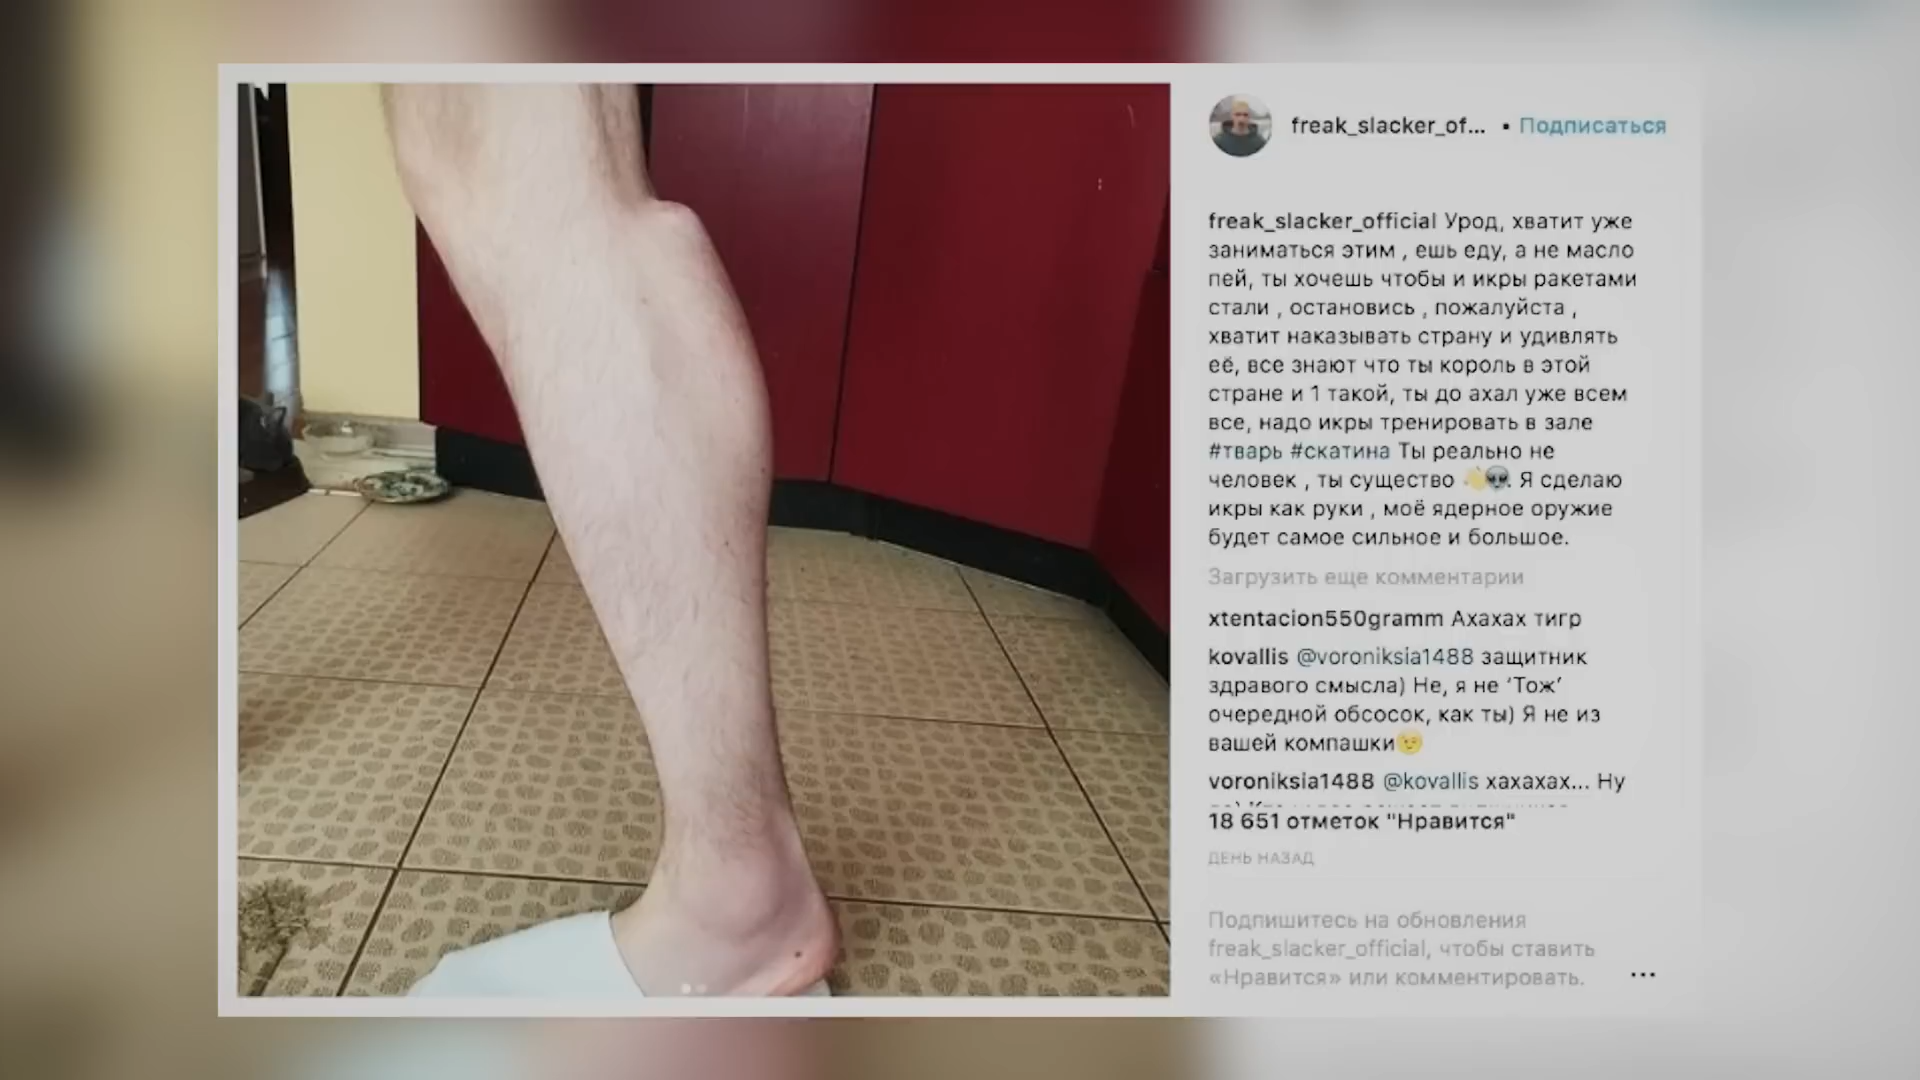 freak_slacker_of... • Подписаться
freak_slacker_official Урод, хватит уже
заниматься этим , ешь еду, а не масло
пей, ты хочешь чтобы и икры ракетами
стали , остановись , пожалуйста ,
хватит наказывать страну и удивлять
её, все знают что ты король в этой
стране и 1 такой, ты до ахал уже всем
все, надо икры тренировать в зале
#тварь #скатина Ты реально не
человек , ты существо 👋👽. Я сделаю
икры как руки , моё ядерное оружие
будет самое сильное и большое.
Загрузить еще комментарии
xtentacion550gramm Ахахах тигр
kovallis @voroniksia1488 защитник
здравого смысла) Не, я не ‘Тож’
очередной обсосок, как ты) Я не из
вашей компашки😉
voroniksia1488 @kovallis хахахах... Ну
18 651 отметок "Нравится"
ДЕНЬ НАЗАД
Подпишитесь на обновления
freak_slacker_official, чтобы ставить
«Нравится» или комментировать.
...